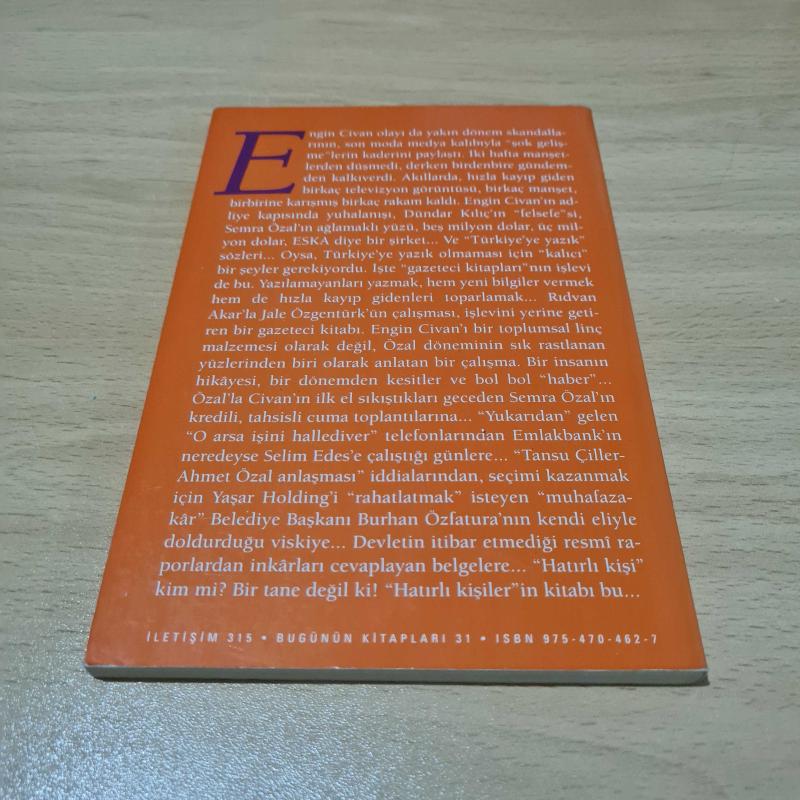 Engin Civan olayı da yakın dönem skandalla-
rının, son moda medya kalıbıyla "şok geliş-
me"lerin kaderini paylaştı. İki hafta manşet-
lerden düşmedi, derken birdenbire gündem-
den kalkıverdi. Akıllarda, hızla kayıp giden
birkaç televizyon görüntüsü, birkaç manşet,
birbirine karışmış birkaç rakam kaldı. Engin Civan'ın ad-
liye kapısında yuhalanışı, Dündar Kılıç'ın "felsefe"si,
Semra Özal'ın ağlamaklı yüzü, beş milyon dolar, üç mil-
yon dolar, ESKA diye bir şirket... Ve "Türkiye'ye yazık"
sözleri... Oysa, Türkiye'ye yazık olmaması için "kalıcı"
bir şeyler gerekiyordu. İşte "gazeteci kitapları"nın işlevi
de bu. Yazılamayanları yazmak, hem yeni bilgiler vermek
hem de hızla kayıp gidenleri toparlamak... Rıdvan
Akar'la Jale Özgentürk'ün çalışması, işlevini yerine geti-
ren bir gazeteci kitabı. Engin Civan'ı bir toplumsal linç
malzemesi olarak değil, Özal döneminin sık rastlanan
yüzlerinden biri olarak anlatan bir çalışma. Bir insanın
hikâyesi, bir dönemden kesitler ve bol bol "haber"...
Özal'la Civan'ın ilk el sıkıştıkları geceden Semra Özal'ın
kredili, tahsisli cuma toplantılarına... "Yukarıdan" gelen
"O arsa işini hallediver" telefonlarından Emlakbank'ın
neredeyse Selim Edes'e çalıştığı günlere... "Tansu Çiller-
Ahmet Özal anlaşması" iddialarından, seçimi kazanmak
için Yaşar Holding'i "rahatlatmak" isteyen "muhafaza-
kâr" Belediye Başkanı Burhan Özfatura'nın kendi eliyle
doldurduğu viskiye... Devletin itibar etmediği resmî ra-
porlardan inkârları cevaplayan belgelere... "Hatırlı kişi"
kim mi? Bir tane değil ki! "Hatırlı kişiler"in kitabı bu...
İLETİŞİM 315 • BUGÜNÜN KİTAPLARI 31 • ISBN 975-470-462-7